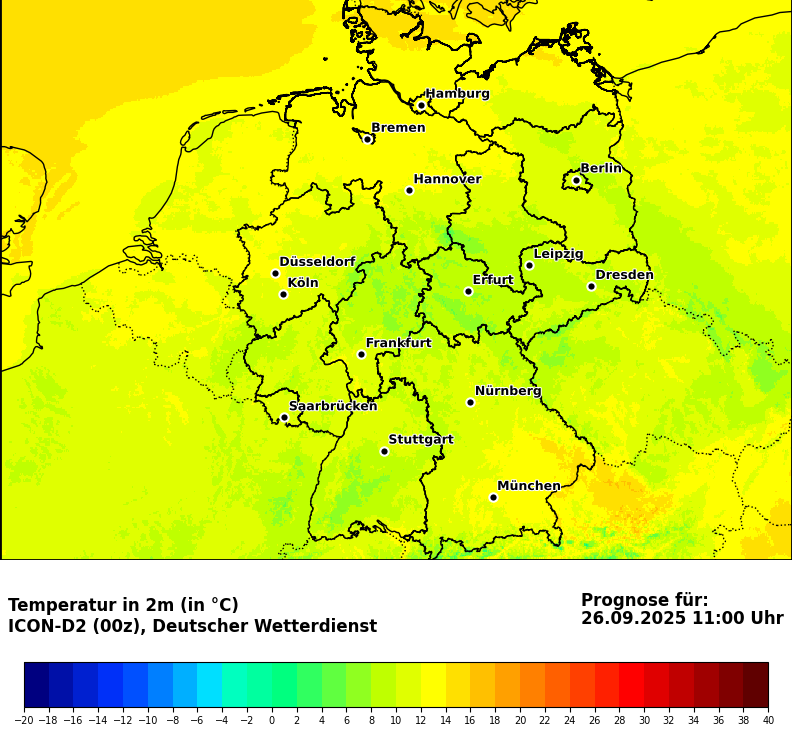 Hamburg
Bremen
Berlin
Hannover
Leipzig
Düsseldorf
Dresden
Köln
Erfurt
Frankfurt
Nürnberg
Saarbrücken
Stuttgart
München
Temperatur in 2m (in °C)
ICON-D2 (00z), Deutscher Wetterdienst
Prognose für:
26.09.2025 11:00 Uhr
−20 −18 −16 −14 −12 −10 −8 −6 −4 −2 0 2 4 6 8 10 12 14 16 18 20 22 24 26 28 30 32 34 36 38 40